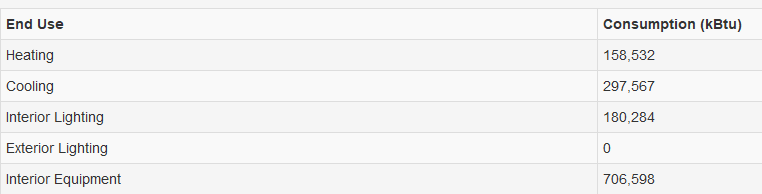 End Use Consumption (kBtu)
Heating 158,532
Cooling 297,567
Interior Lighting 180,284
Exterior Lighting 0
Interior Equipment 706,598